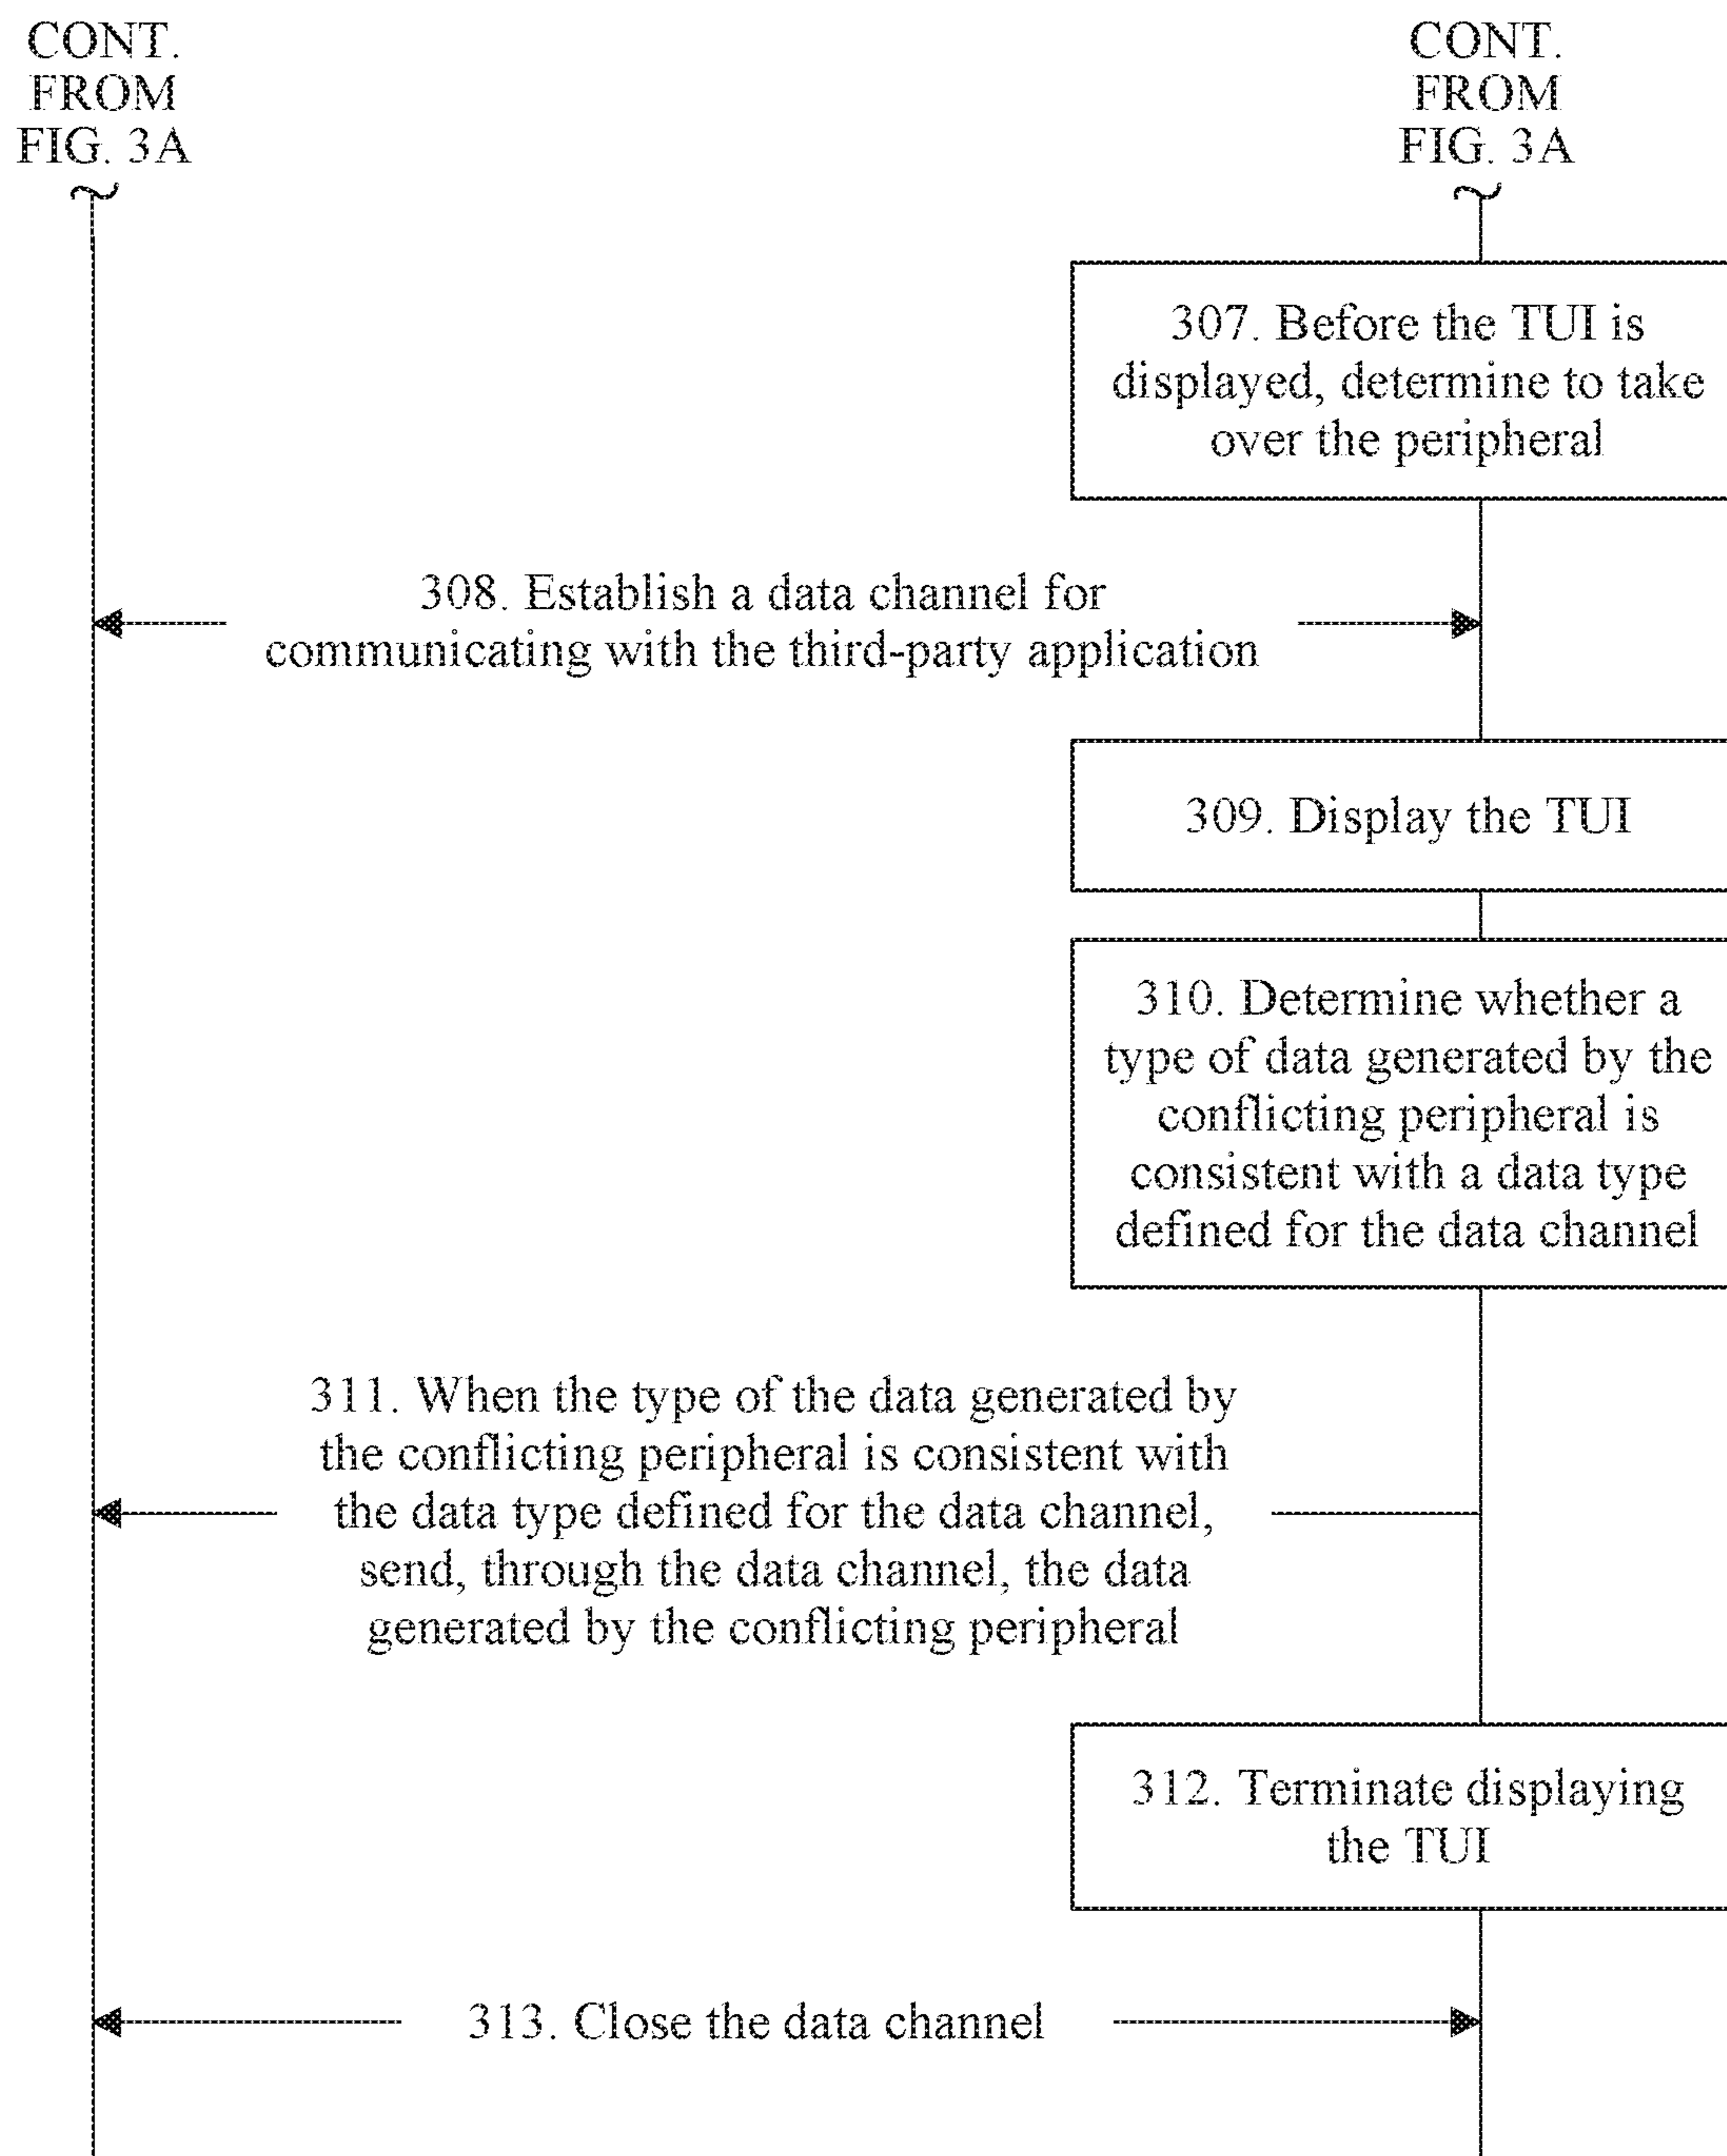 CONT.
FROM
FIG. 3A
CONT.
FROM
FIG. 3A
307. Before the TUI is
displayed, determine to take
over the peripheral
308. Establish a data channel for
communicating with the third-party application
309. Display the TUI
310. Determine whether a
type of data generated by the
conflicting peripheral is
consistent with a data type
defined for the data channel
311. When the type of the data generated by
the conflicting peripheral is consistent with
the data type defined for the data channel,
send, through the data channel, the data
generated by the conflicting peripheral
312. Terminate displaying
the TUI
313. Close the data channel